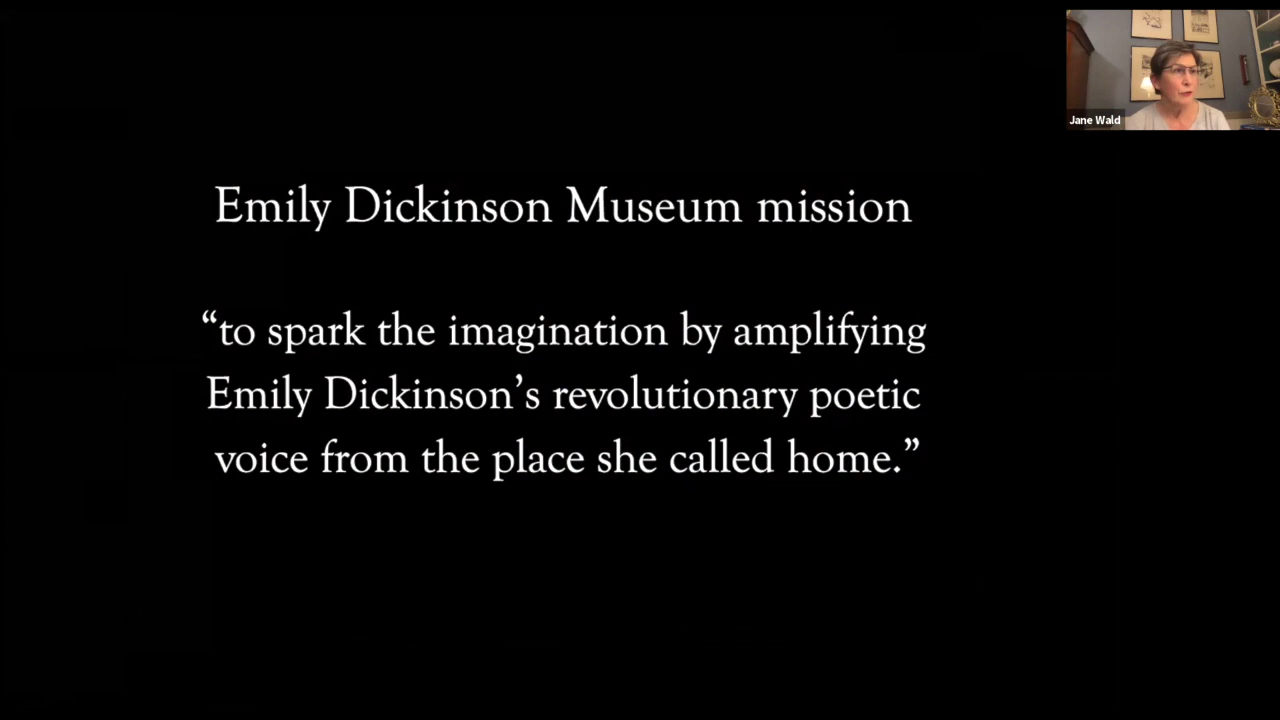 Jane Wald
Emily Dickinson Museum mission
“to spark the imagination by amplifying
Emily Dickinson’s revolutionary poetic
voice from the place she called home.”